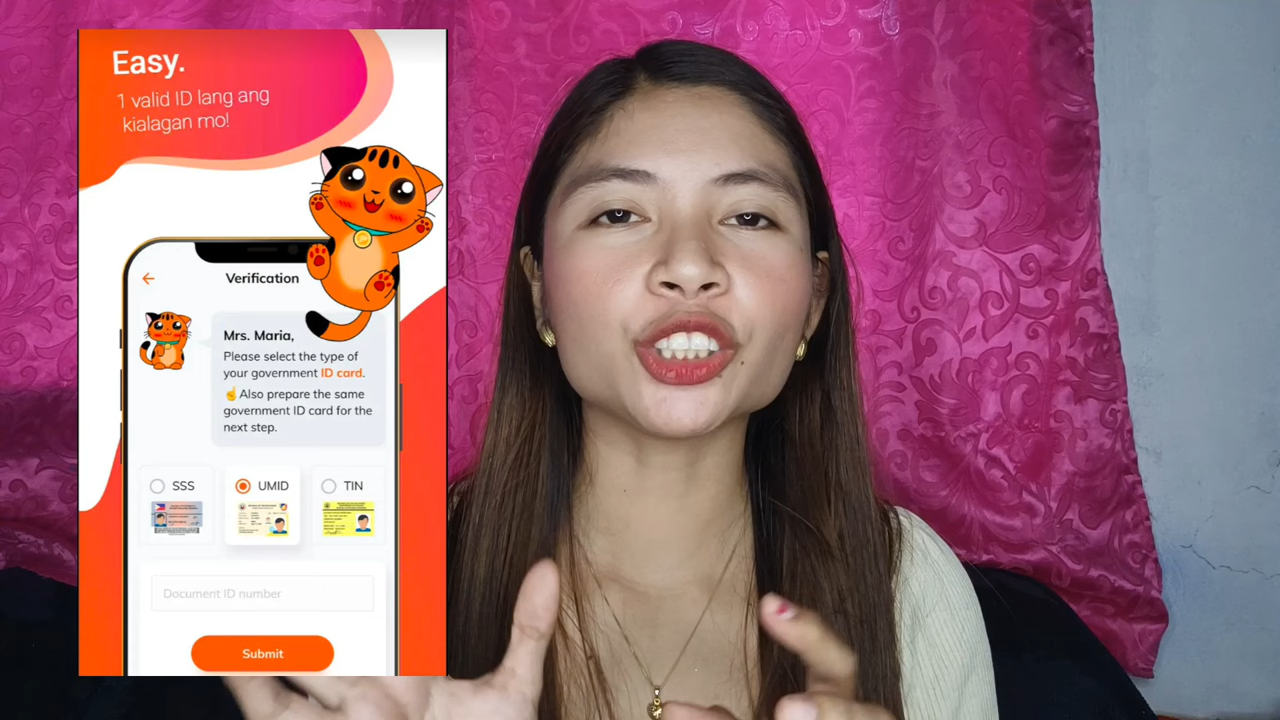 Easy.
1 valid ID lang ang
kialagan mo!
Verification
Mrs. Maria,
Please select the type of
your government ID card.
☝Also prepare the same
government ID card for the
next step.
SSS
UMID
TIN
Document ID number
Submit